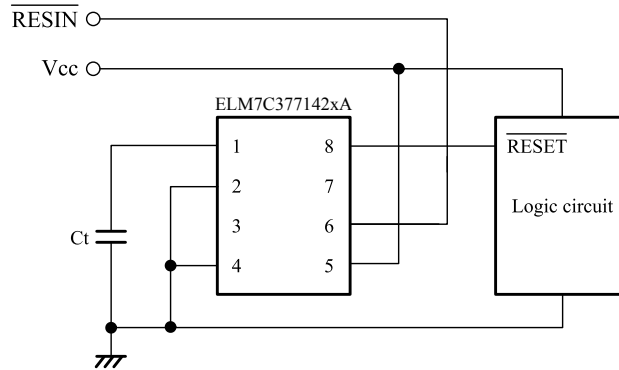 RESIN
Vcc
ELM7C377142xA
1 8 RESET
2 7
Logic circuit
3 6
Ct
4 5